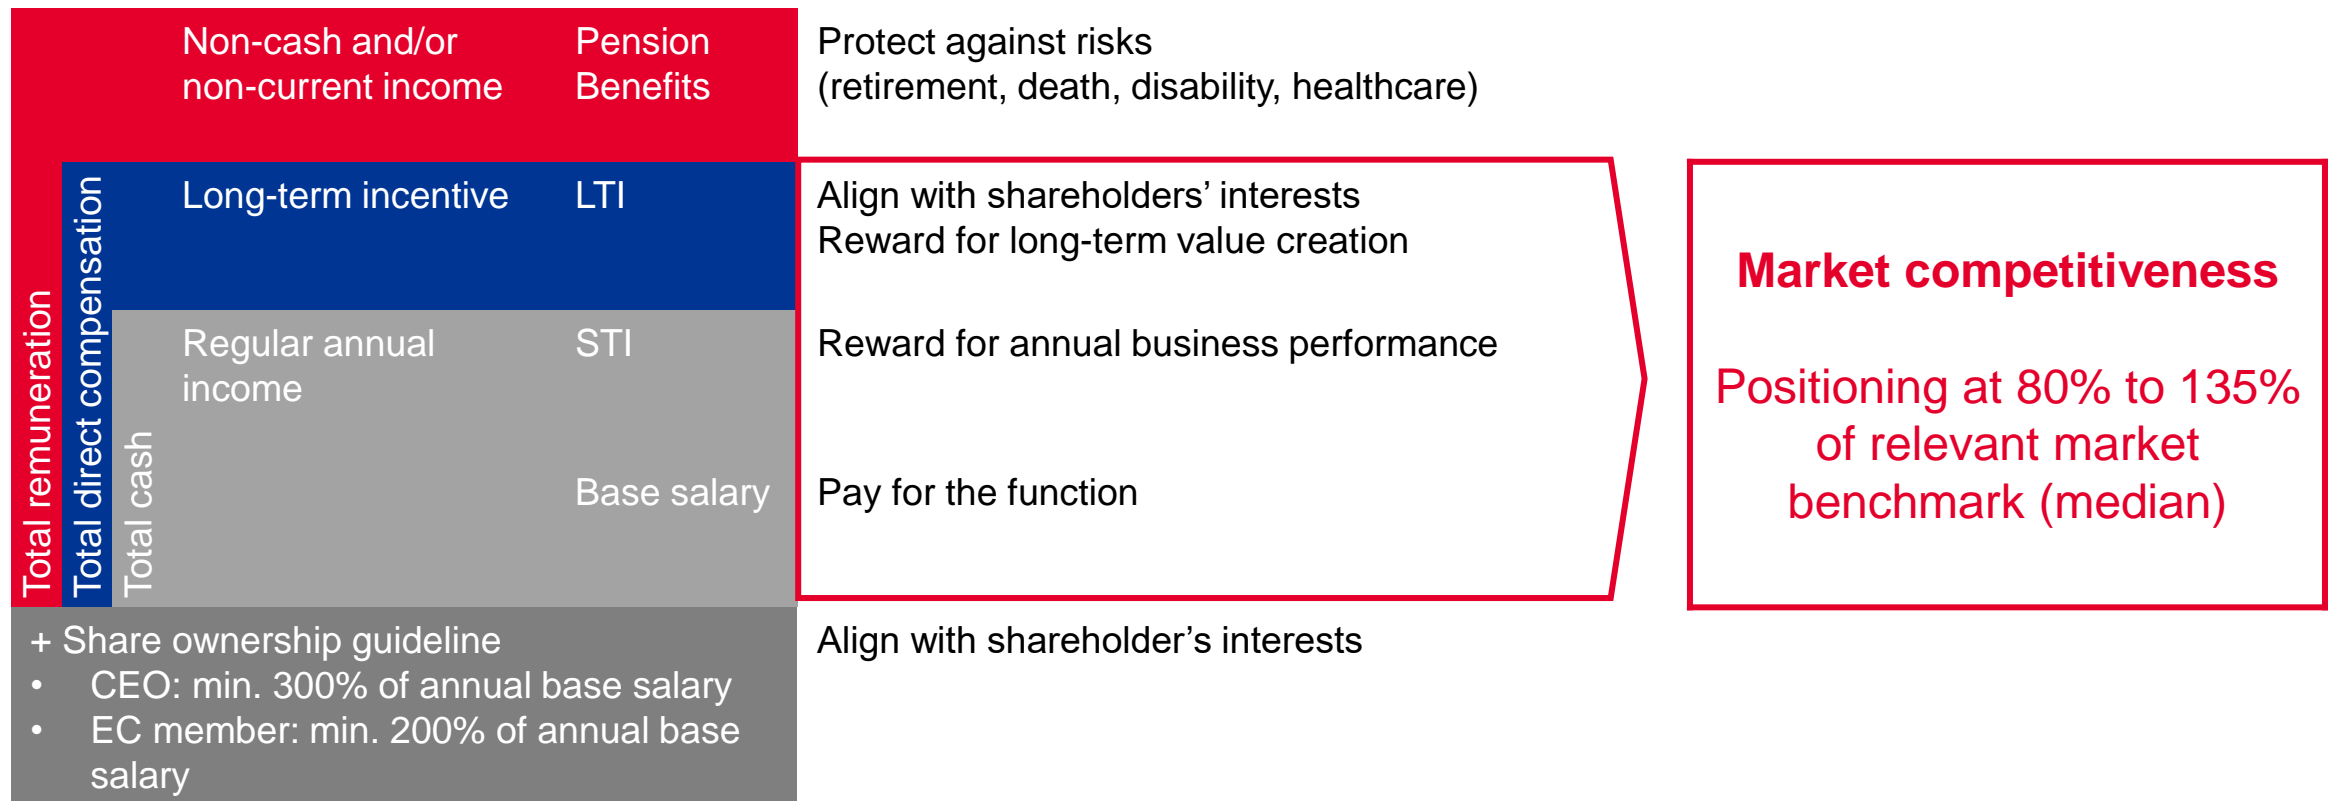 Non-cash and/or
non-current income
Pension
Benefits
Protect against risks
(retirement, death, disability, healthcare)
Long-term incentive
LTI
Align with shareholders’ interests
Reward for long-term value creation
Regular annual
income
STI
Reward for annual business performance
Base salary
Pay for the function
Total remuneration
Total direct compensation
Total cash
Market competitiveness
Positioning at 80% to 135%
of relevant market
benchmark (median)
+ Share ownership guideline
• CEO: min. 300% of annual base salary
• EC member: min. 200% of annual base
salary
Align with shareholder’s interests